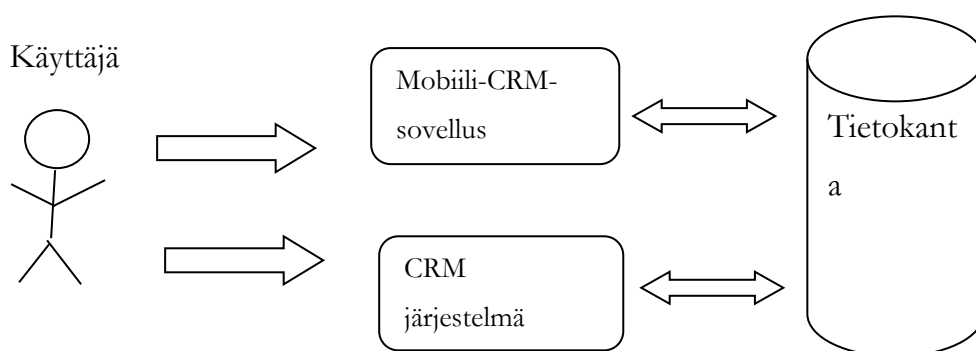 Käyttäjä
Mobiili-CRM-
sovellus
Tietokant
a
CRM
järjestelmä